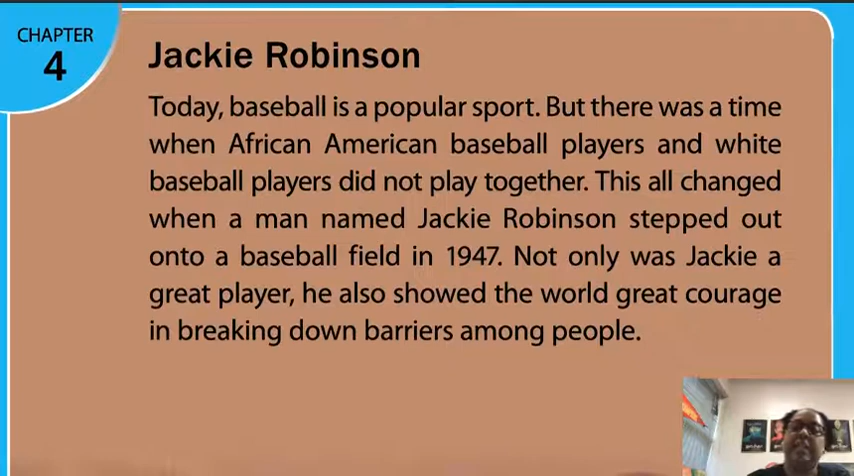 CHAPTER
4
Jackie Robinson
Today, baseball is a popular sport. But there was a time
when African American baseball players and white
baseball players did not play together. This all changed
when a man named Jackie Robinson stepped out
onto a baseball field in 1947. Not only was Jackie a
great player, he also showed the world great courage
in breaking down barriers among people.